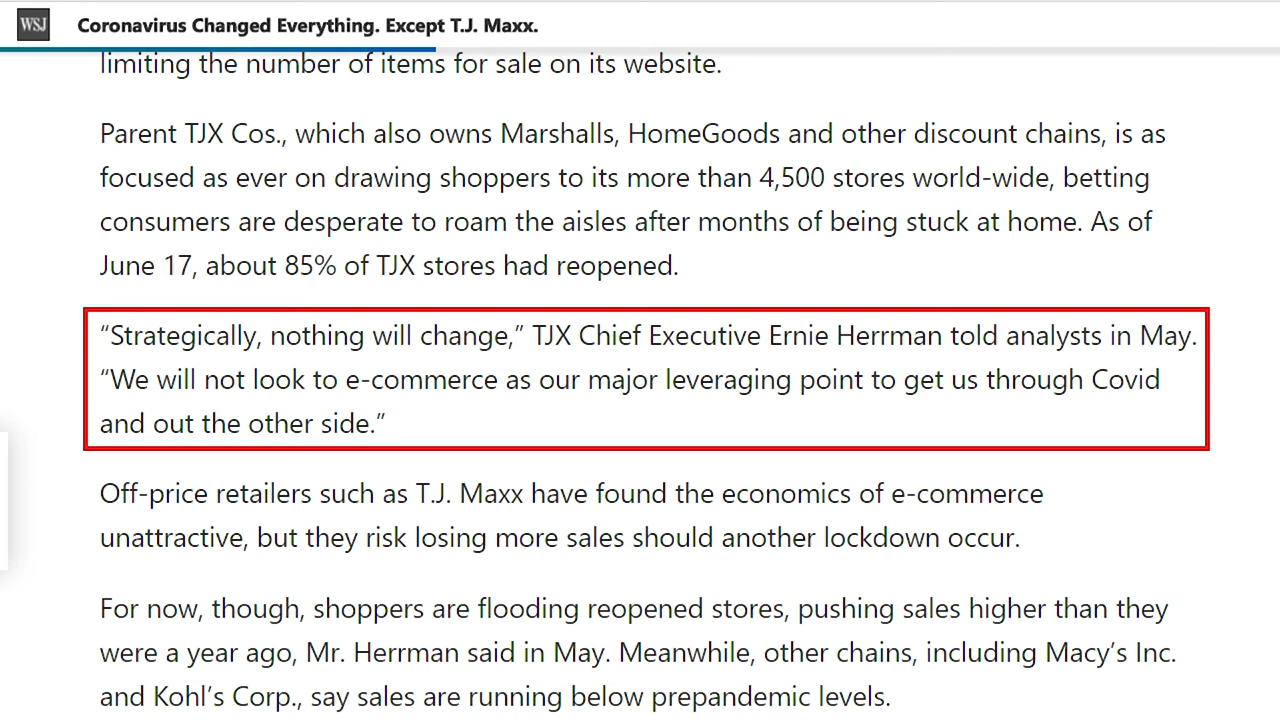 WSJ Coronavirus Changed Everything. Except T.J. Maxx.
limiting the number of items for sale on its website.
Parent TJX Cos., which also owns Marshalls, HomeGoods and other discount chains, is as
focused as ever on drawing shoppers to its more than 4,500 stores world-wide, betting
consumers are desperate to roam the aisles after months of being stuck at home. As of
June 17, about 85% of TJX stores had reopened.
“Strategically, nothing will change,” TJX Chief Executive Ernie Herrman told analysts in May.
“We will not look to e-commerce as our major leveraging point to get us through Covid
and out the other side.”
Off-price retailers such as T.J. Maxx have found the economics of e-commerce
unattractive, but they risk losing more sales should another lockdown occur.
For now, though, shoppers are flooding reopened stores, pushing sales higher than they
were a year ago, Mr. Herrman said in May. Meanwhile, other chains, including Macy’s Inc.
and Kohl’s Corp., say sales are running below prepandemic levels.